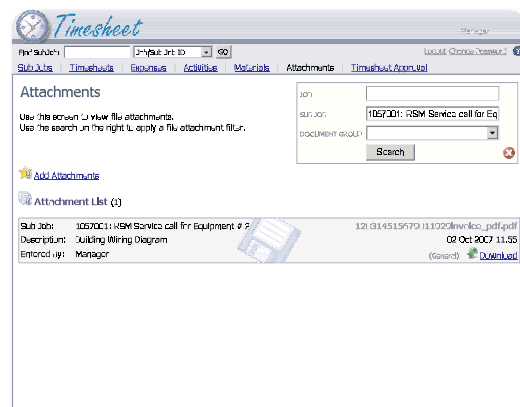 Timesheet
Manager
Find Sub Job: Job/Sub Job ID GO
Logout Change Password ?
Sub Jobs | Timesheets | Expenses | Activities | Materials | Attachments | Timesheet Approval
Attachments
Use this screen to view file attachments.
Use the search on the right to apply a file attachment filter.
JOB
SUB JOB 1057001: RSM Service call for Eq
DOCUMENT GROUP
Search
Add Attachments
Attachment List (1)
Sub Job: 1057001: RSM Service call for Equipment # 2
Description: Building Wiring Diagram 02 Oct 2007 11:55
Entered By: Manager (General) Download